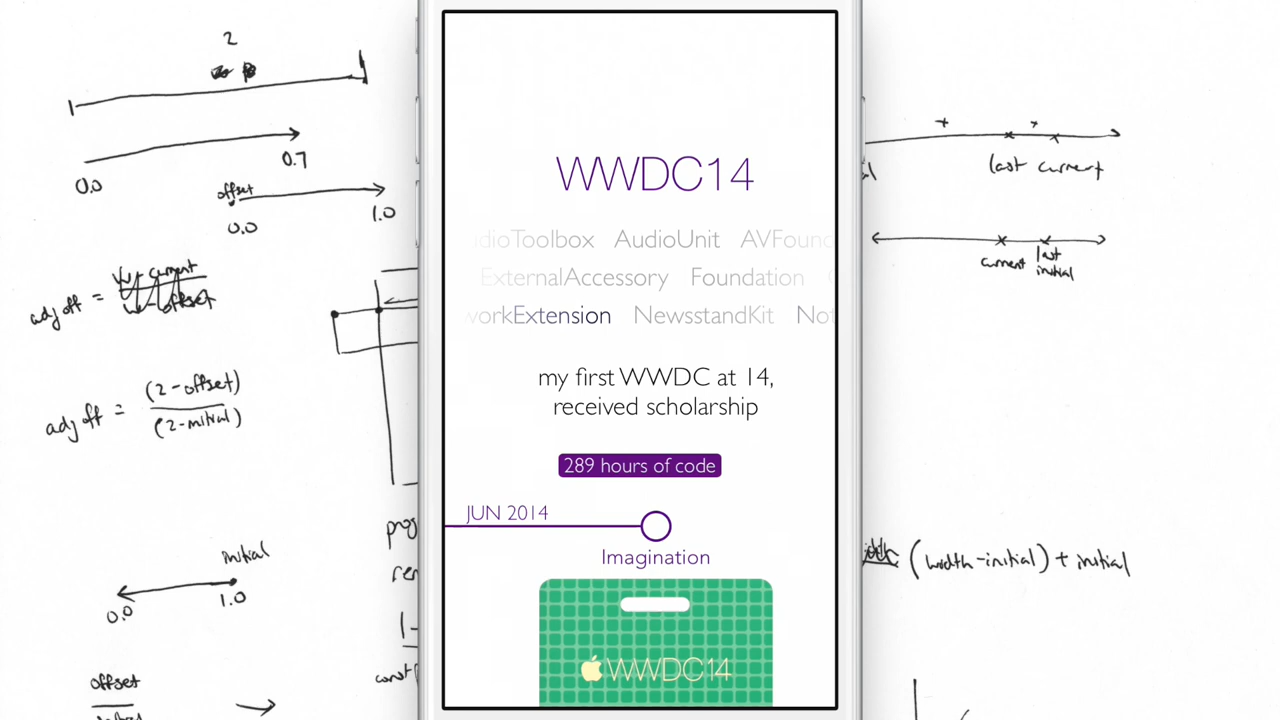 2
0.0
0.7
offset
0.0
1.0
adj off =
adj off = (2-offset)
(2-initial)
initial
0.0
1.0
offset
WWDC14
dioToolbox AudioUnit AVFound
ExternalAccessory Foundation
workExtension NewsstandKit Not
my first WWDC at 14,
received scholarship
289 hours of code
JUN 2014
Imagination
WWDC14
last current
current
last
initial
(width-initial) + initial